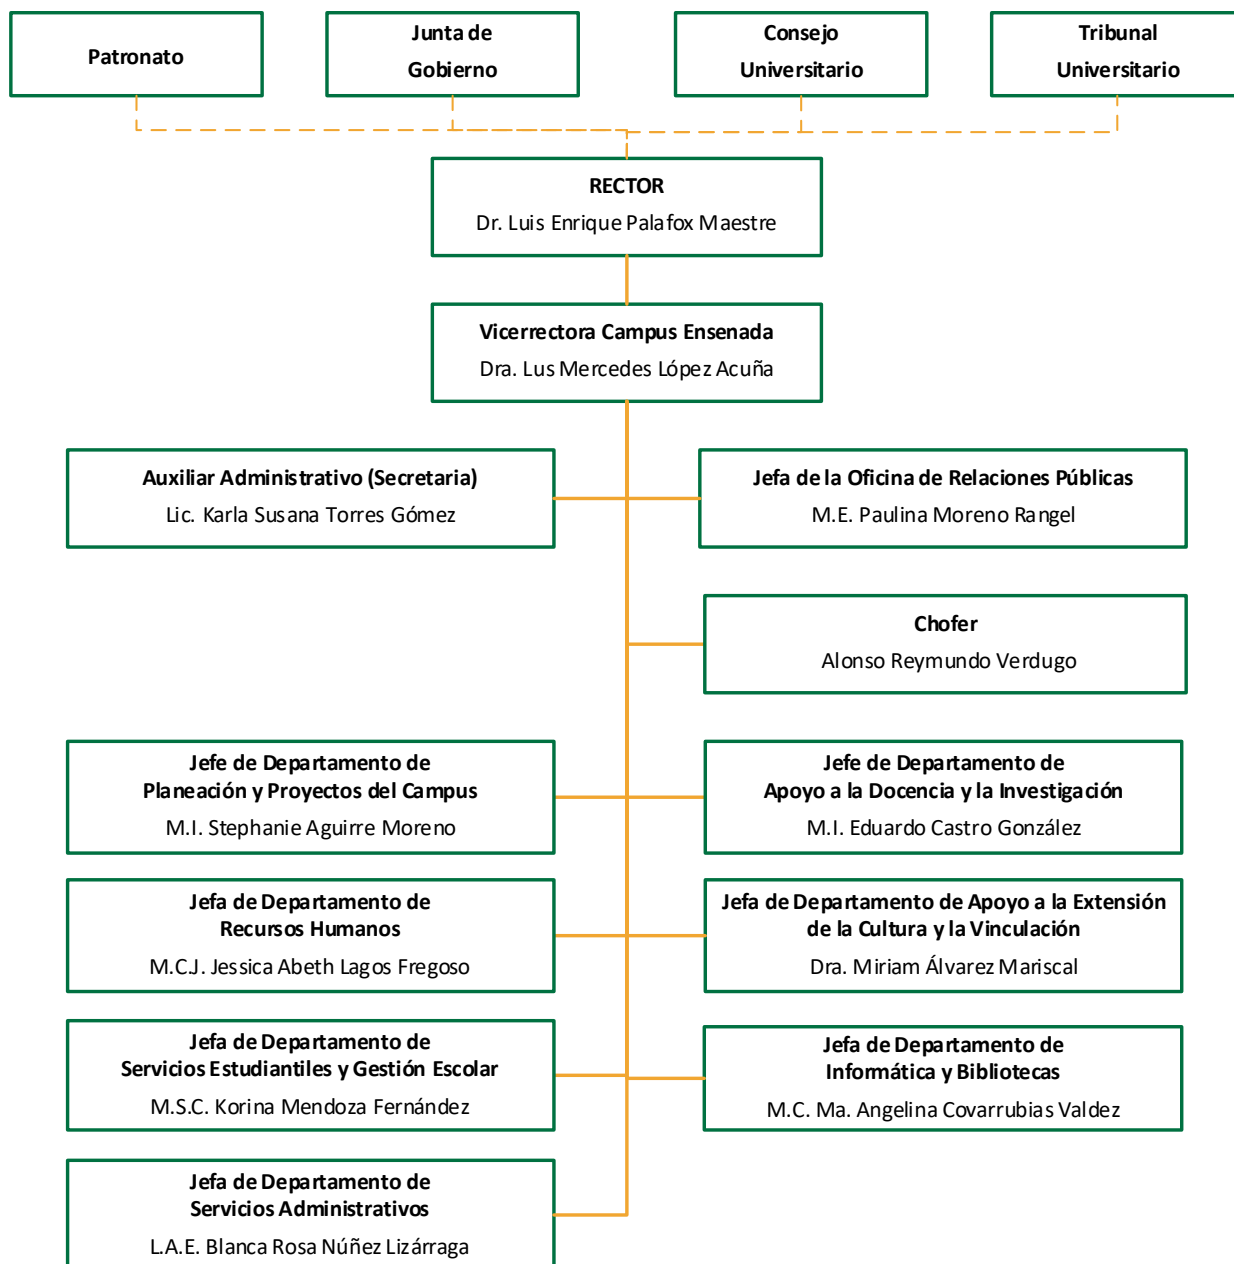 Patronato
Junta de
Gobierno
Consejo
Universitario
Tribunal
Universitario
RECTOR
Dr. Luis Enrique Palafox Maestre
Vicerrectora Campus Ensenada
Dra. Lus Mercedes López Acuña
Auxiliar Administrativo (Secretaria)
Lic. Karla Susana Torres Gómez
Jefa de la Oficina de Relaciones Públicas
M.E. Paulina Moreno Rangel
Chofer
Alonso Reymundo Verdugo
Jefe de Departamento de
Planeación y Proyectos del Campus
M.I. Stephanie Aguirre Moreno
Jefe de Departamento de
Apoyo a la Docencia y la Investigación
M.I. Eduardo Castro González
Jefa de Departamento de
Recursos Humanos
M.C.J. Jessica Abeth Lagos Fregoso
Jefa de Departamento de Apoyo a la Extensión
de la Cultura y la Vinculación
Dra. Miriam Álvarez Mariscal
Jefa de Departamento de
Servicios Estudiantiles y Gestión Escolar
M.S.C. Korina Mendoza Fernández
Jefa de Departamento de
Informática y Bibliotecas
M.C. Ma. Angelina Covarrubias Valdez
Jefa de Departamento de
Servicios Administrativos
L.A.E. Blanca Rosa Núñez Lizárraga